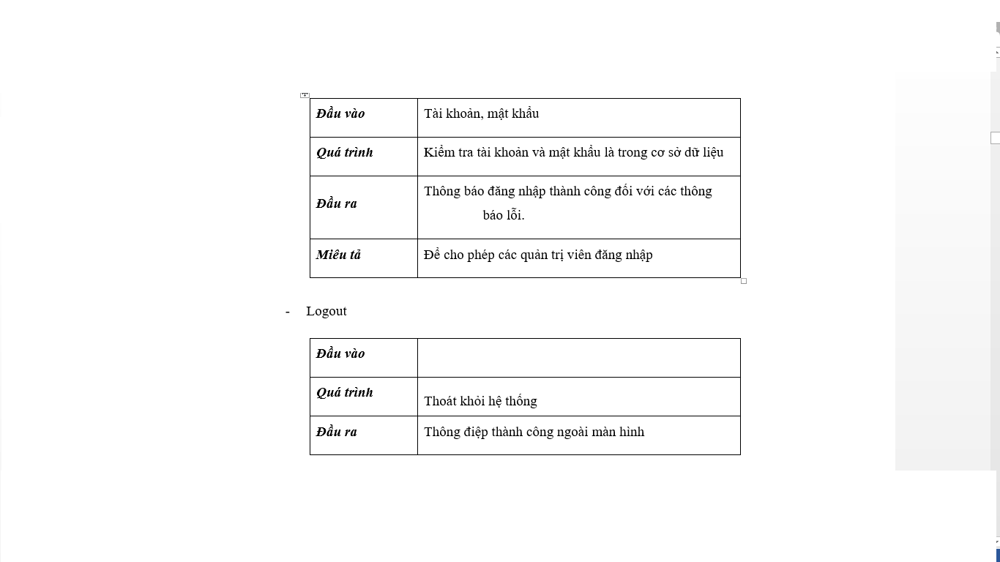 Đầu vào
Tài khoản, mật khẩu
Quá trình
Kiểm tra tài khoản và mật khẩu là trong cơ sở dữ liệu
Đầu ra
Thông báo đăng nhập thành công đối với các thông
báo lỗi.
Miêu tả
Để cho phép các quản trị viên đăng nhập
- Logout
Đầu vào
Quá trình
Thoát khỏi hệ thống
Đầu ra
Thông điệp thành công ngoài màn hình